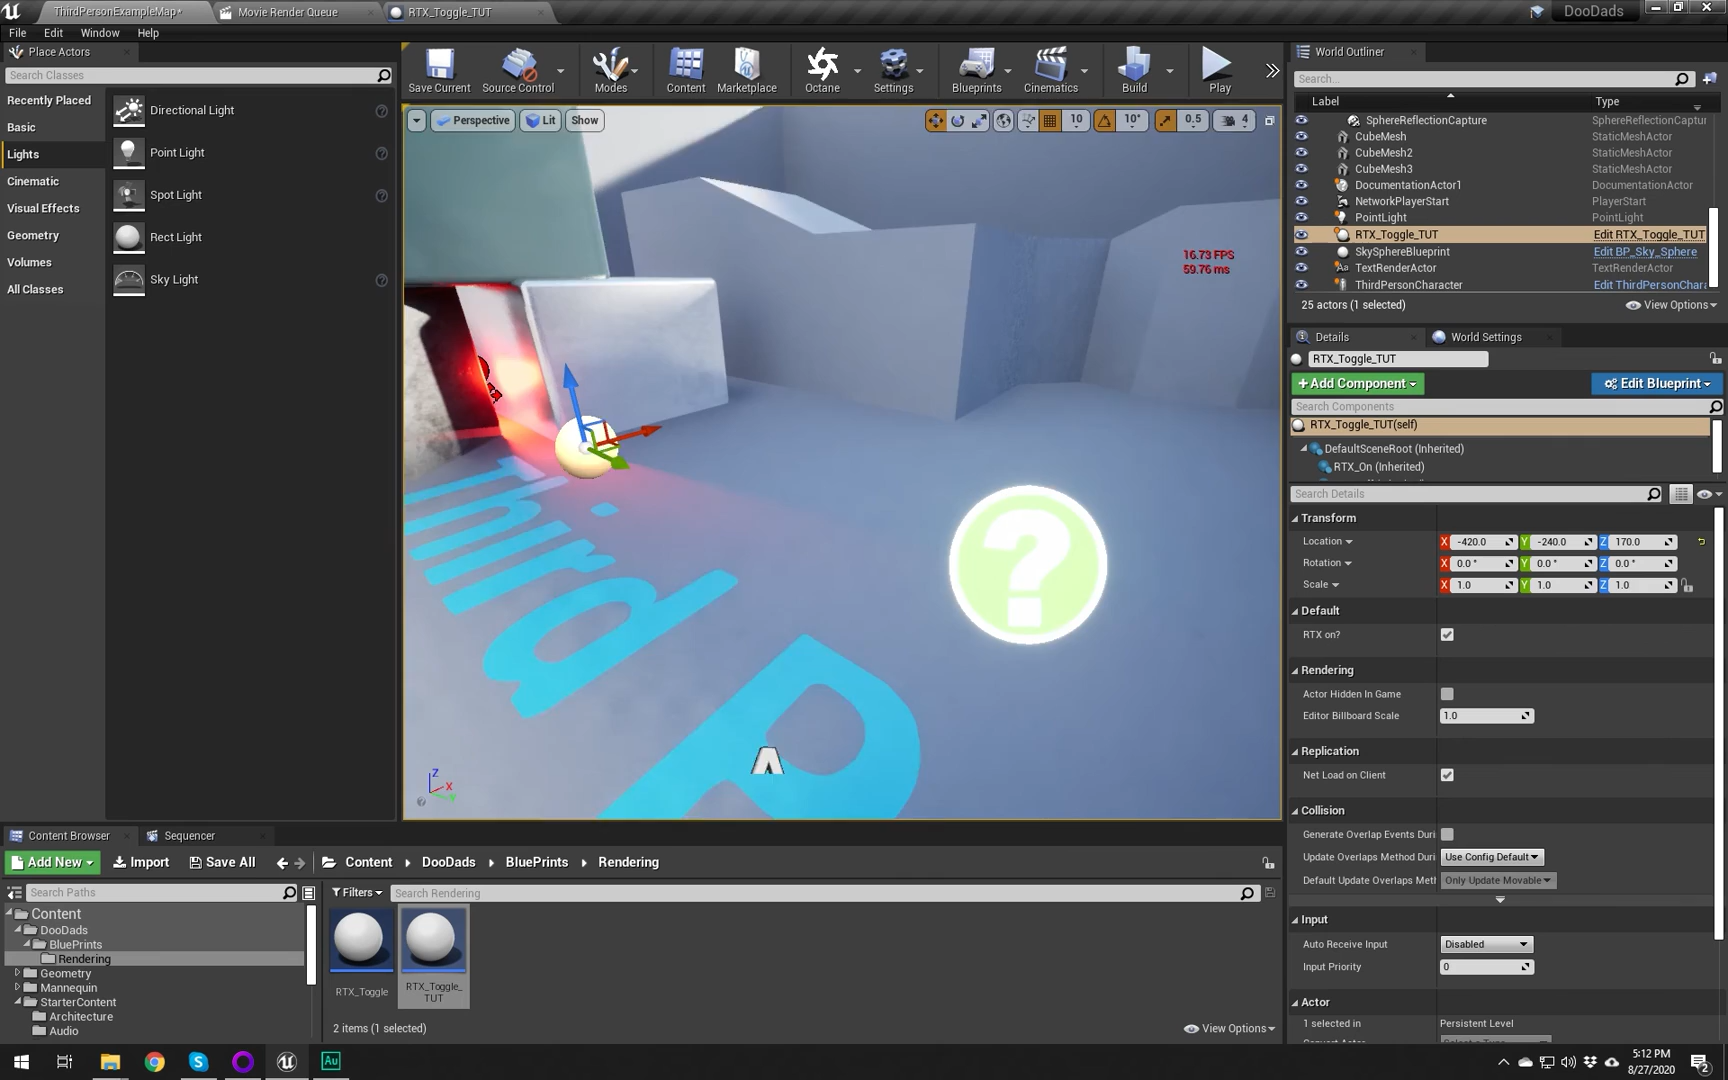 ThirdPersonExampleMap*
Movie Render Queue
RTX_Toggle_TUT
DooDads
File Edit Window Help
Place Actors
Search Classes
Recently Placed
Basic
Lights
Cinematic
Visual Effects
Geometry
Volumes
All Classes
Directional Light
Point Light
Spot Light
Rect Light
Sky Light
Save Current
Source Control
Modes
Content
Marketplace
Octane
Settings
Blueprints
Cinematics
Build
Play
Perspective
Lit
Show
10
10°
0.5
4
16.73 FPS
59.76 ms
Third P
?
Z
X
World Outliner
Search...
Label Type
SphereReflectionCapture SphereReflectionCaptur
CubeMesh StaticMeshActor
CubeMesh2 StaticMeshActor
CubeMesh3 StaticMeshActor
DocumentationActor1 DocumentationActor
NetworkPlayerStart PlayerStart
PointLight PointLight
RTX_Toggle_TUT Edit RTX_Toggle_TUT
SkySphereBlueprint Edit BP_Sky_Sphere
TextRenderActor TextRenderActor
ThirdPersonCharacter Edit ThirdPersonChar
25 actors (1 selected)
View Options
Details
World Settings
RTX_Toggle_TUT
+Add Component
Edit Blueprint
Search Components
RTX_Toggle_TUT(self)
DefaultSceneRoot (Inherited)
RTX_On (Inherited)
Search Details
Transform
Location X -420.0 Y -240.0 Z 170.0
Rotation X 0.0 ° Y 0.0 ° Z 0.0 °
Scale X 1.0 Y 1.0 Z 1.0
Default
RTX on?
Rendering
Actor Hidden In Game
Editor Billboard Scale 1.0
Replication
Net Load on Client
Collision
Generate Overlap Events Duri
Update Overlaps Method Duri Use Config Default
Default Update Overlaps Met Only Update Movable
Input
Auto Receive Input Disabled
Input Priority 0
Actor
1 selected in Persistent Level
Content Browser
Sequencer
Add New
Import
Save All
Content
DooDads
BluePrints
Rendering
Search Paths
Filters
Search Rendering
Content
DooDads
BluePrints
Rendering
Geometry
Mannequin
StarterContent
Architecture
Audio
RTX_Toggle
RTX_Toggle_
TUT
2 items (1 selected)
View Options
Au
5:12 PM
8/27/2020
2